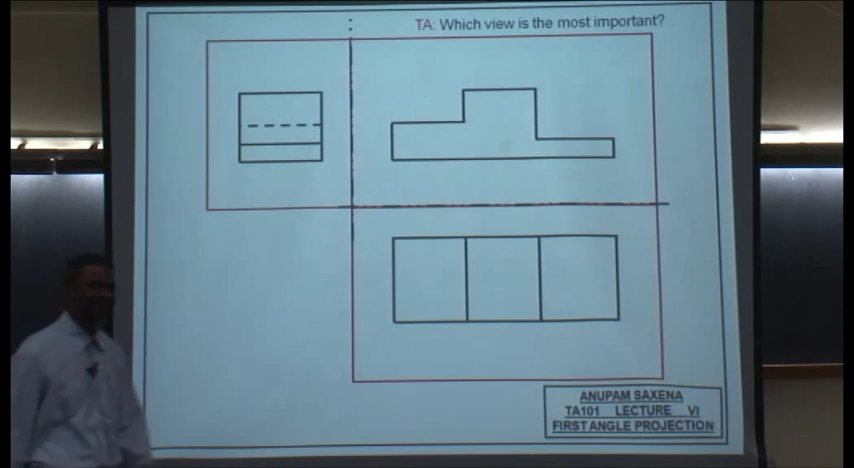 TA: Which view is the most important?
ANUPAM SAXENA
TA101 LECTURE VI
FIRST ANGLE PROJECTION